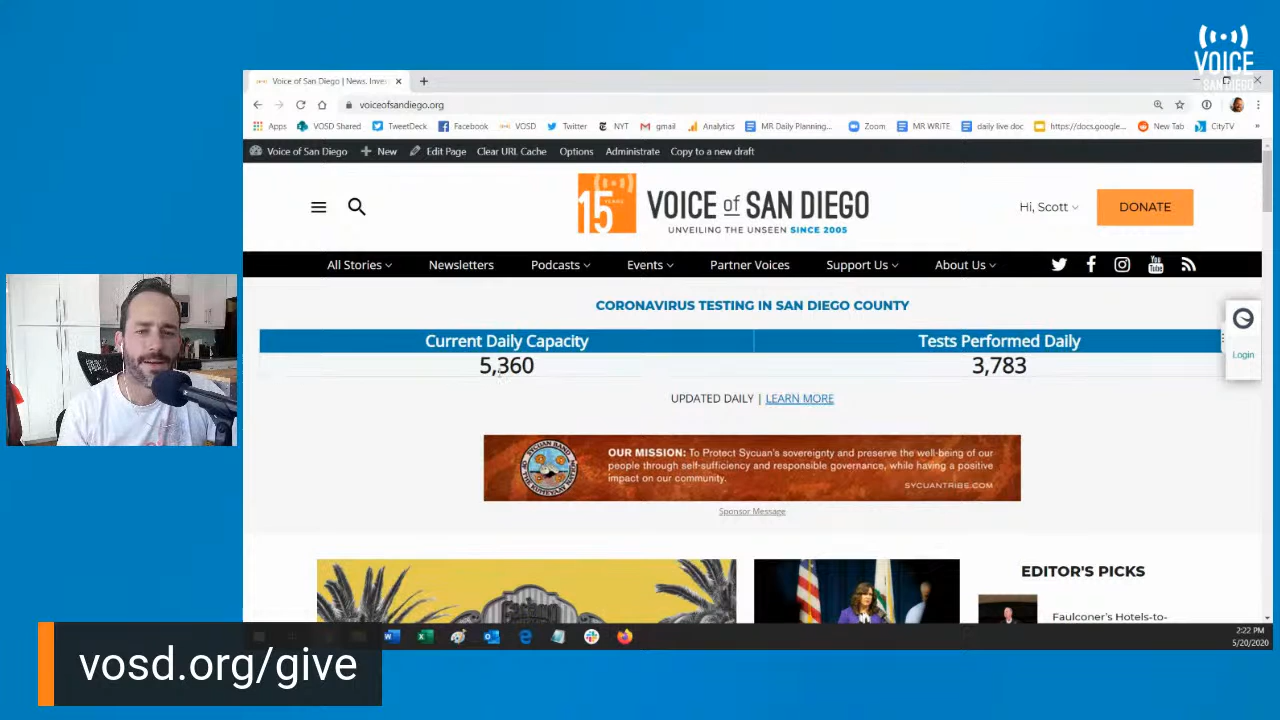 VOICE
SAN DIEGO
Voice of San Diego | News, Inves
voiceofsandiego.org
Apps VOSD Shared TweetDeck Facebook VOSD Twitter NYT gmail Analytics MR Daily Planning... Zoom MR WRITE daily live doc https://docs.google... New Tab CityTV »
Voice of San Diego New Edit Page Clear URL Cache Options Administrate Copy to a new draft
15
YEARS
VOICE of SAN DIEGO
UNVEILING THE UNSEEN SINCE 2005
Hi, Scott
DONATE
All Stories Newsletters Podcasts Events Partner Voices Support Us About Us You Tube
CORONAVIRUS TESTING IN SAN DIEGO COUNTY
Current Daily Capacity Tests Performed Daily
5,360 3,783
Login
UPDATED DAILY | LEARN MORE
OUR MISSION: To Protect Sycuan's sovereignty and preserve the well-being of our
people through self-sufficiency and responsible governance, while having a positive
impact on our community.
SYCUANTRIBE.COM
Sponsor Message
EDITOR'S PICKS
Faulconer's Hotels-to-
2:22 PM
5/20/2020
vosd.org/give